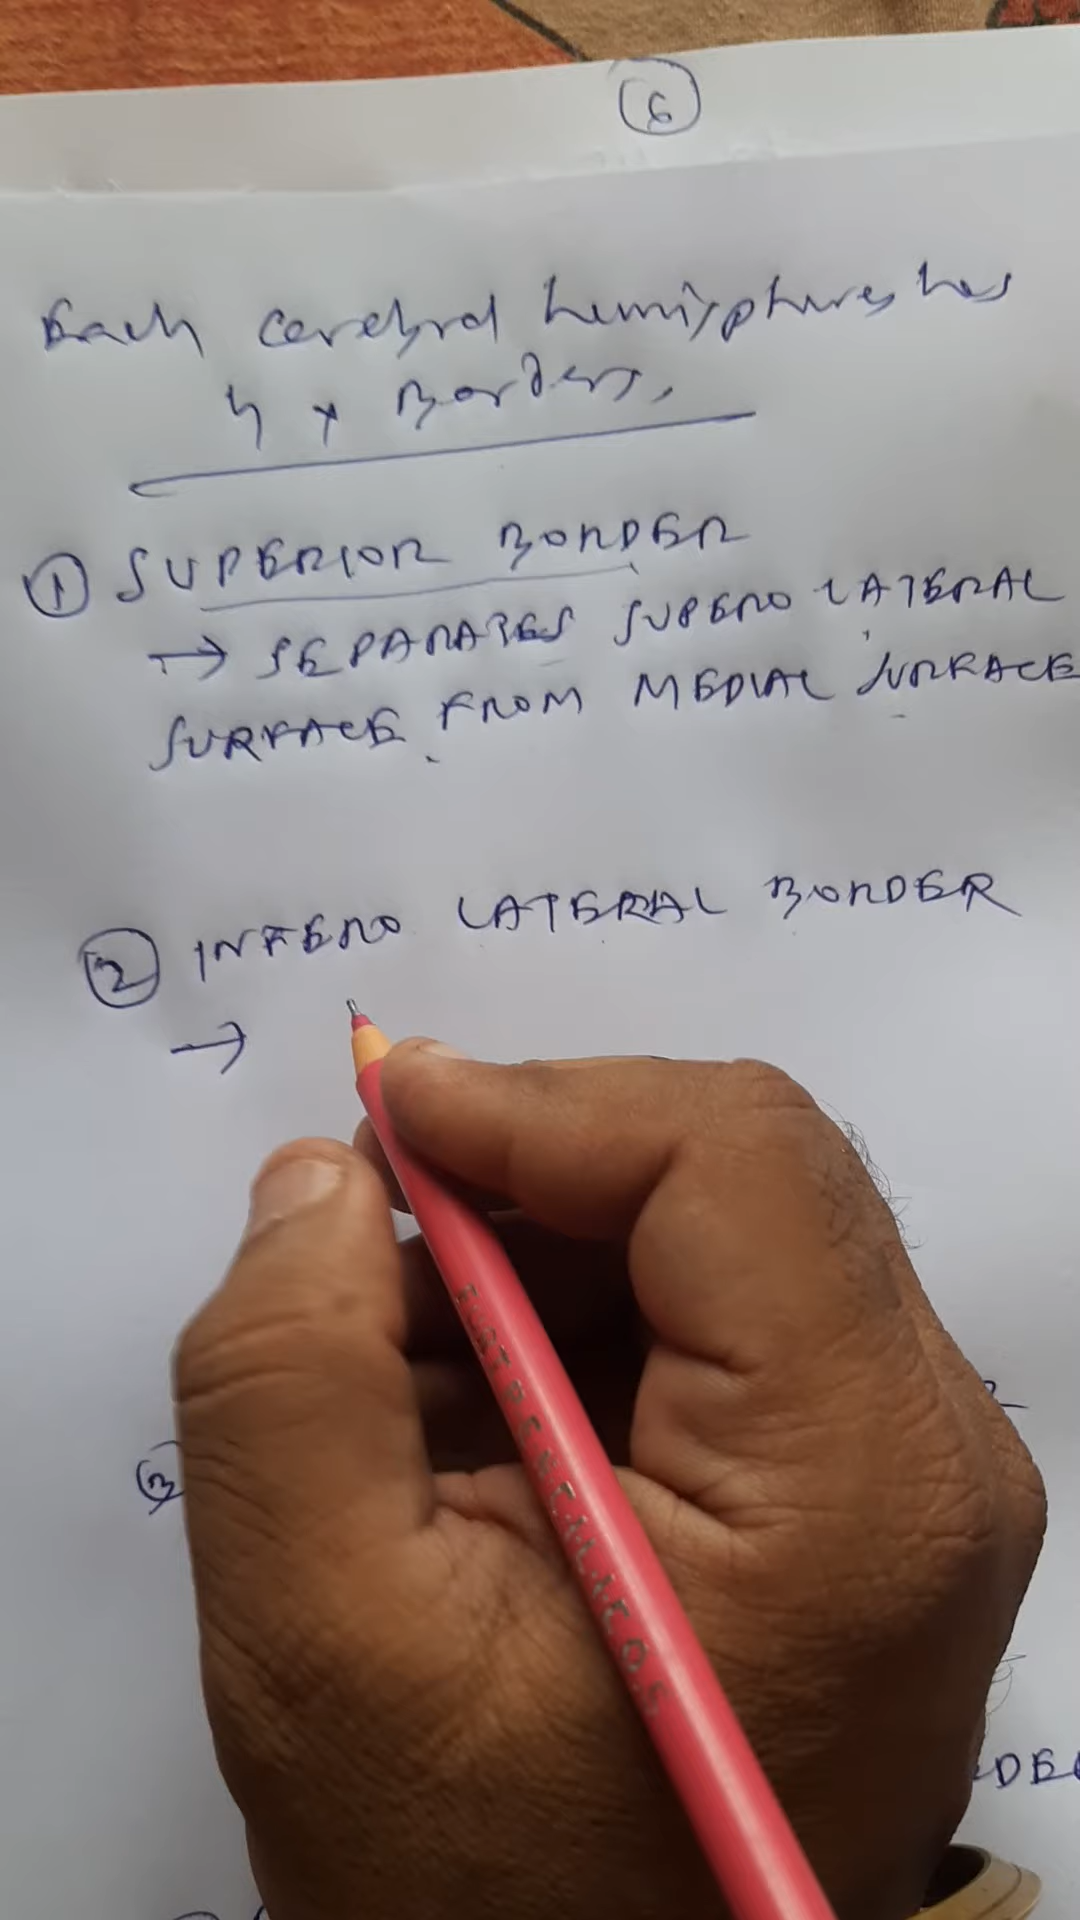 6
Each cerebral hemispheres has
4 x Borders,
① SUPERIOR BORDER
→ SEPARATES SUPERO LATERAL
SURFACE FROM MEDIAL SURFACE
② INFERO LATERAL BORDER
→
③